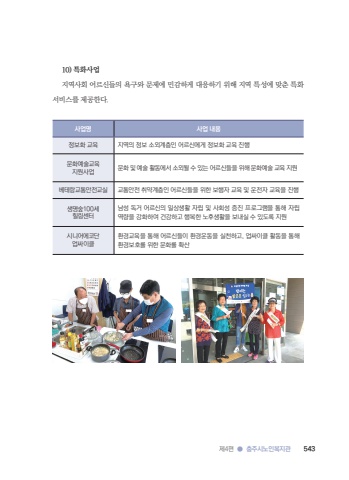 10) 특화사업
지역사회 어르신들의 욕구와 문제에 민감하게 대응하기 위해 지역 특성에 맞춘 특화
서비스를 제공한다.
사업명 사업 내용
정보화 교육 지역의 정보 소외계층인 어르신에게 정보화 교육 진행
문화예술교육
지원사업
문화 및 예술 활동에서 소외될 수 있는 어르신들을 위해 문화예술 교육 지원
베테랑교통안전교실 교통안전 취약계층인 어르신들을 위한 보행자 교육 및 운전자 교육을 진행
생명숲100세
힐링센터
남성 독거 어르신의 일상생활 자립 및 사회성 증진 프로그램을 통해 자립
역량을 강화하여 건강하고 행복한 노후생활을 보내실 수 있도록 지원
시니어에코단
업싸이클
환경교육을 통해 어르신들이 환경운동을 실천하고, 업싸이클 활동을 통해
환경보호를 위한 문화를 확산
제4편 ● 충주시노인복지관 543